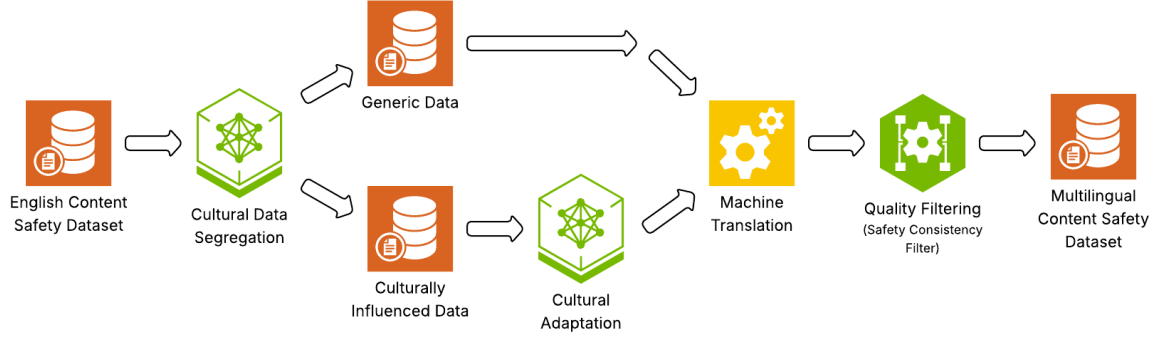 English Content
Safety Dataset
Cultural Data
Segregation
Generic Data
Culturally
Influenced Data
Cultural
Adaptation
Machine
Translation
Quality Filtering
(Safety Consistency
Filter)
Multilingual
Content Safety
Dataset